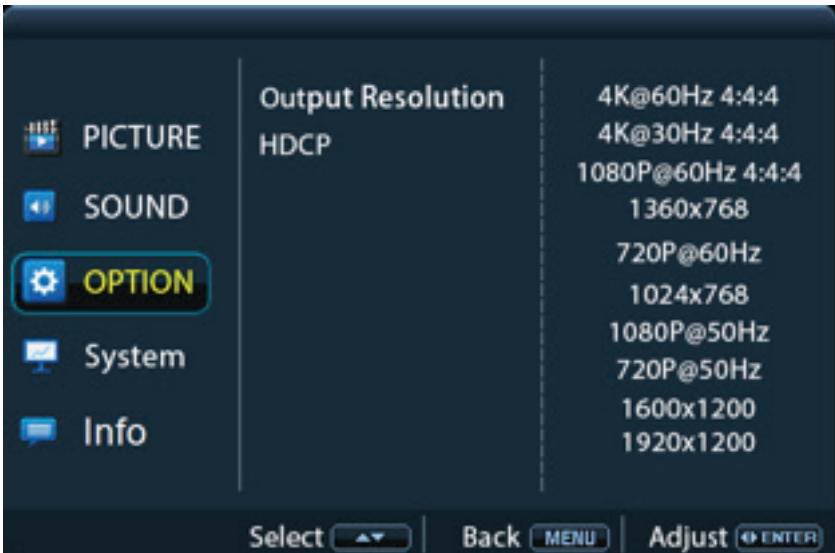 PICTURE
SOUND
OPTION
System
Info
Output Resolution
HDCP
4K@60Hz 4:4:4
4K@30Hz 4:4:4
1080P@60Hz 4:4:4
1360x768
720P@60Hz
1024x768
1080P@50Hz
720P@50Hz
1600x1200
1920x1200
Select Back MENU Adjust ENTER